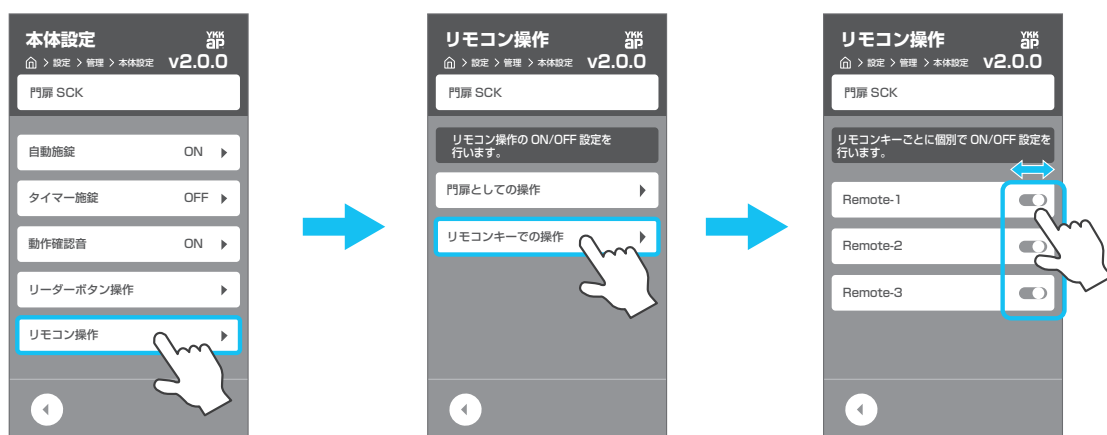 本体設定
YKK
ap
設定 > 管理 > 本体設定
v2.0.0
門扉 SCK
自動施錠 ON
タイマー施錠 OFF
動作確認音 ON
リーダーボタン操作
リモコン操作
リモコン操作
YKK
ap
設定 > 管理 > 本体設定
v2.0.0
門扉 SCK
リモコン操作の ON/OFF 設定を
行います。
門扉としての操作
リモコンキーでの操作
リモコン操作
YKK
ap
設定 > 管理 > 本体設定
v2.0.0
門扉 SCK
リモコンキーごとに個別で ON/OFF 設定を
行います。
Remote-1
Remote-2
Remote-3